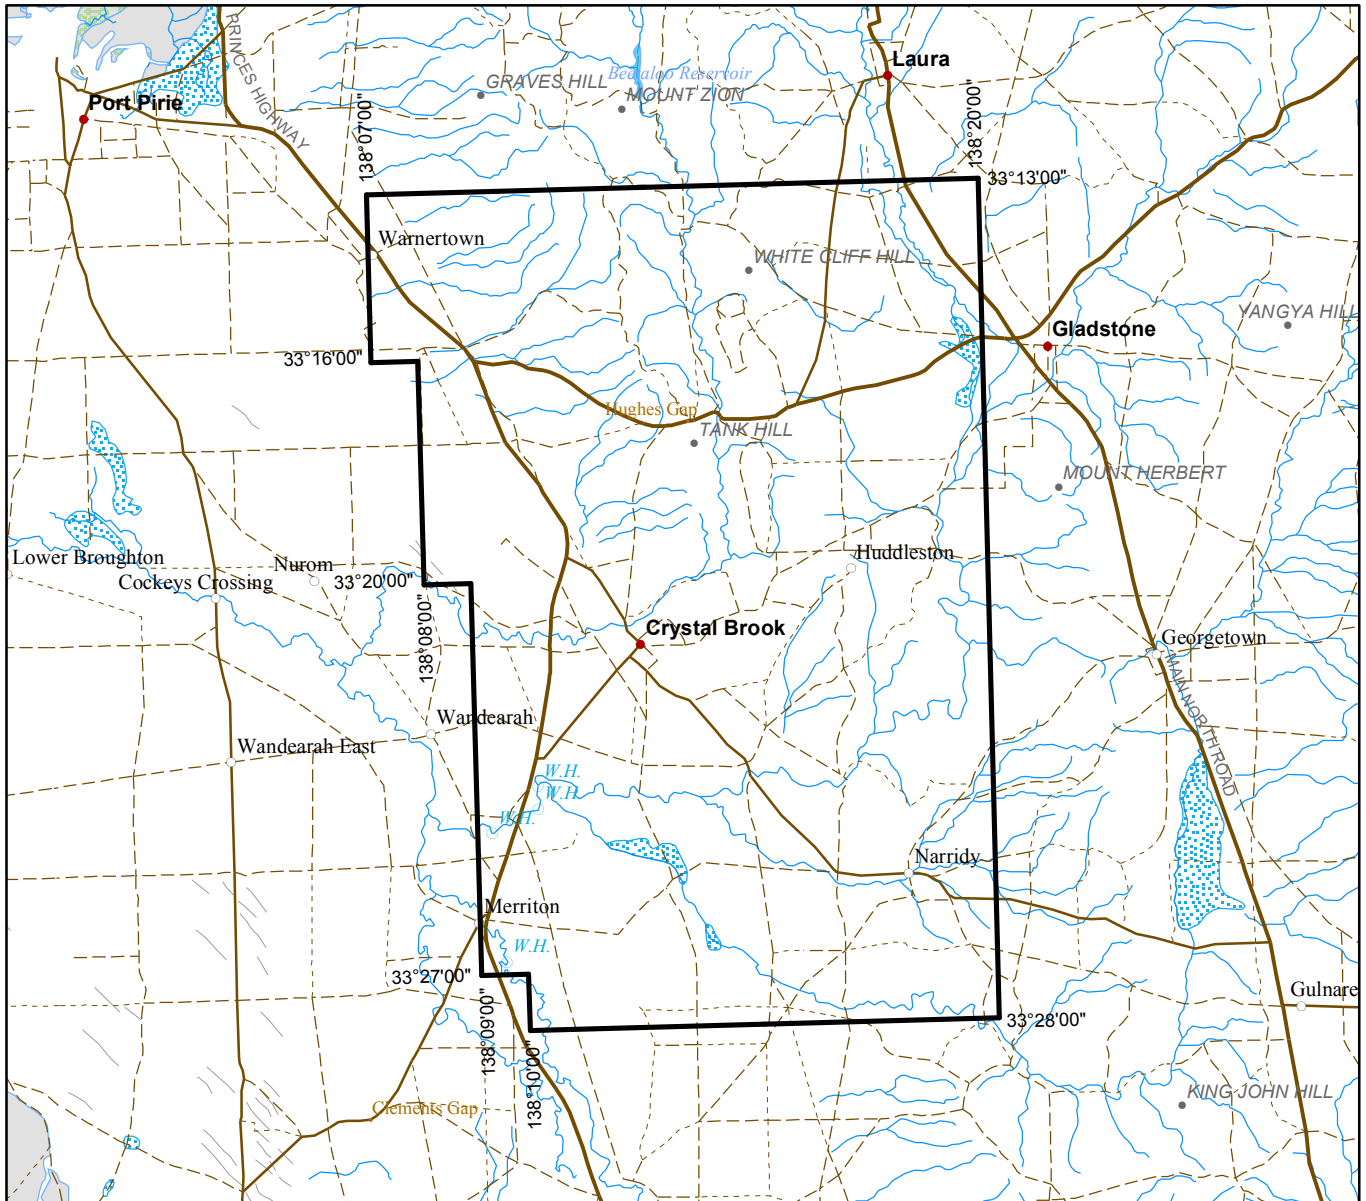 PRINCES HIGHWAY
Laura
Bedaloo Reservoir
GRAVES HILL
MOUNT ZION
Port Pirie
138°07'00"
138°20'00"
33°13'00"
Warnertown
WHITE CLIFF HILL
YANGYA HILL
Gladstone
33°16'00"
Hughes Gap
TANK HILL
MOUNT HERBERT
Lower Broughton
Nurom
Huddleston
Cockeys Crossing
33°20'00"
138°08'00"
Crystal Brook
Georgetown
MAIN NORTH ROAD
Wandearah
Wandearah East
W.H.
W.H.
W.H.
Narridy
Merriton
W.H.
33°27'00"
138°09'00"
138°10'00"
33°28'00"
Gulnare
KING JOHN HILL
Clements Gap